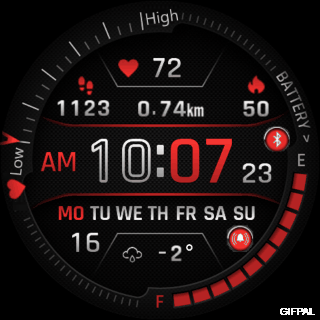 High
72
1123 0.74km 50
BATTERY
Low
E
AM 10:07 23
MO TU WE TH FR SA SU
16 -2°
F
GIFPAL